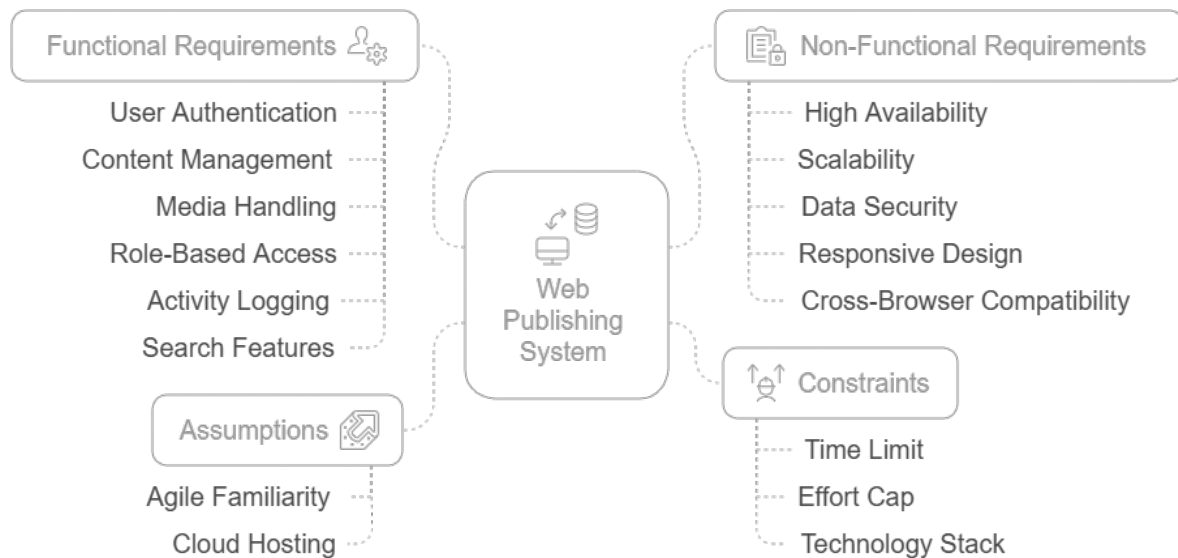 Functional Requirements
User Authentication
Content Management
Media Handling
Role-Based Access
Activity Logging
Search Features
Assumptions
Agile Familiarity
Cloud Hosting
Web
Publishing
System
Non-Functional Requirements
High Availability
Scalability
Data Security
Responsive Design
Cross-Browser Compatibility
Constraints
Time Limit
Effort Cap
Technology Stack